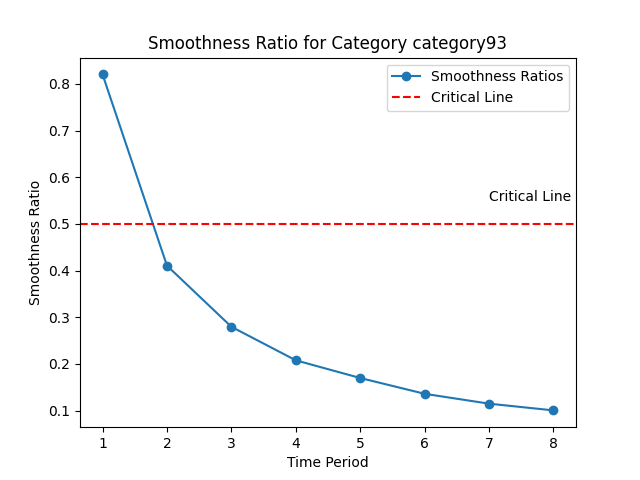 Smoothness Ratio for Category category93
Smoothness Ratios
Critical Line
Critical Line
Smoothness Ratio
0.8
0.7
0.6
0.5
0.4
0.3
0.2
0.1
1 2 3 4 5 6 7 8
Time Period